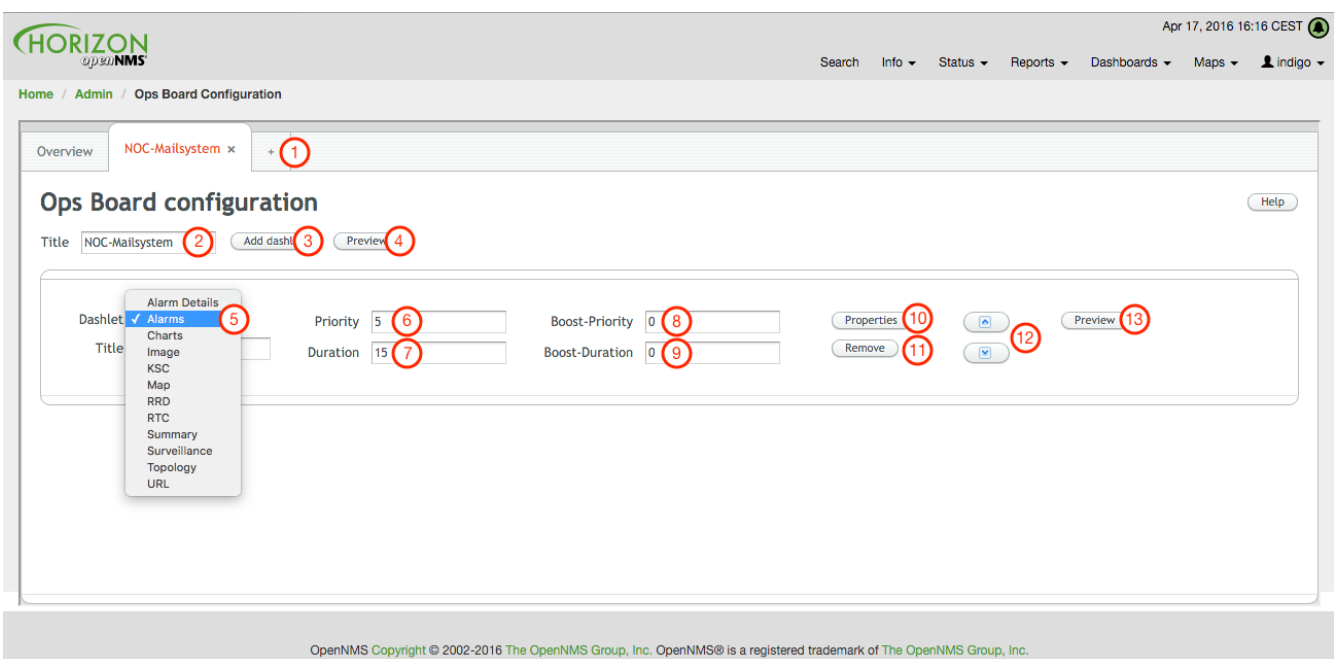 Apr 17, 2016 16:16 CEST
HORIZON
openNMS®
Search Info Status Reports Dashboards Maps indigo
Home / Admin / Ops Board Configuration
Overview NOC-Mailsystem × + 1
Ops Board configuration Help
Title NOC-Mailsystem 2 Add dashl 3 Preview 4
Alarm Details
Dashlet ✓ Alarms 5 Priority 5 6 Boost-Priority 0 8 Properties 10 Preview 13
Charts
12
Title Image Duration 15 7 Boost-Duration 0 9 Remove 11
KSC
Map
RRD
RTC
Summary
Surveillance
Topology
URL
OpenNMS Copyright © 2002-2016 The OpenNMS Group, Inc. OpenNMS® is a registered trademark of The OpenNMS Group, Inc.